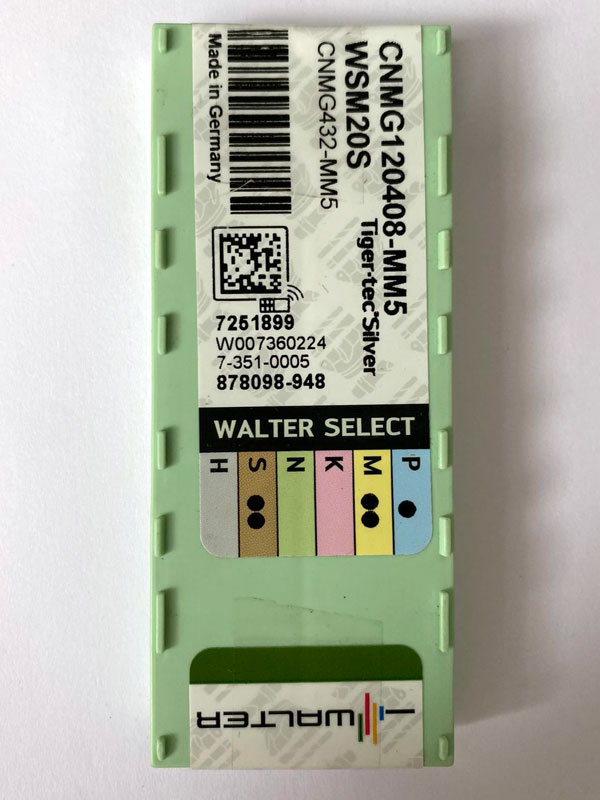 CNMG120408-MM5
WSM20S
Tiger·tec®Silver
CNMG432-MM5
Made in Germany
7251899
W007360224
7-351-0005
878098-948
WALTER SELECT
P
M
K
N
S
H
WALTER